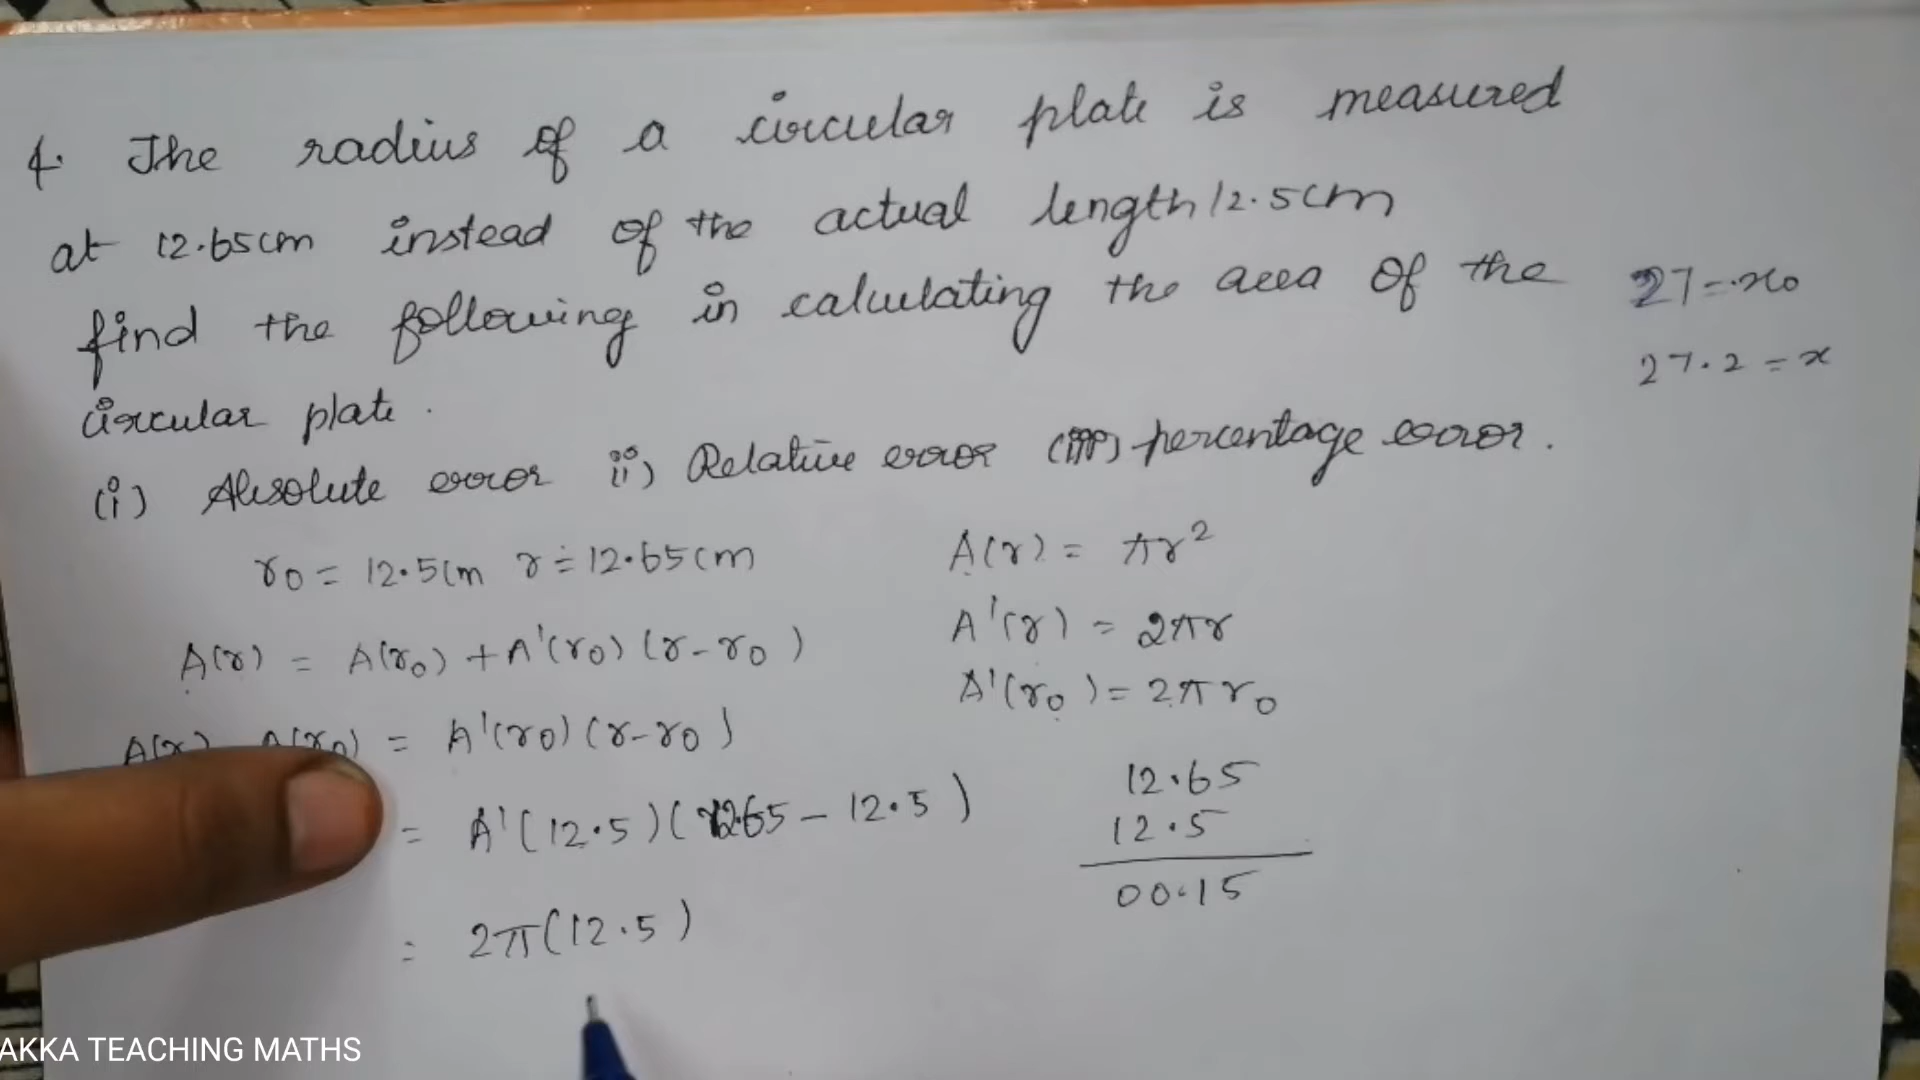 4. The radius of a circular plate is measured
at 12.65cm instead of the actual length 12.5cm
find the following in calculating the area of the
circular plate.
(i) Absolute error ii) Relative error (iii) percentage error.
27 = x0
27.2 = x
r0 = 12.5cm r = 12.65cm
A(r) = A(r0) + A'(r0) (r-r0)
A(r) A(r0) = A'(r0) (r-r0)
= A'(12.5)(12.65 - 12.5)
= 2π(12.5)
A(r) = πr²
A'(r) = 2πr
A'(r0) = 2πr0
12.65
12.5
00.15
AKKA TEACHING MATHS